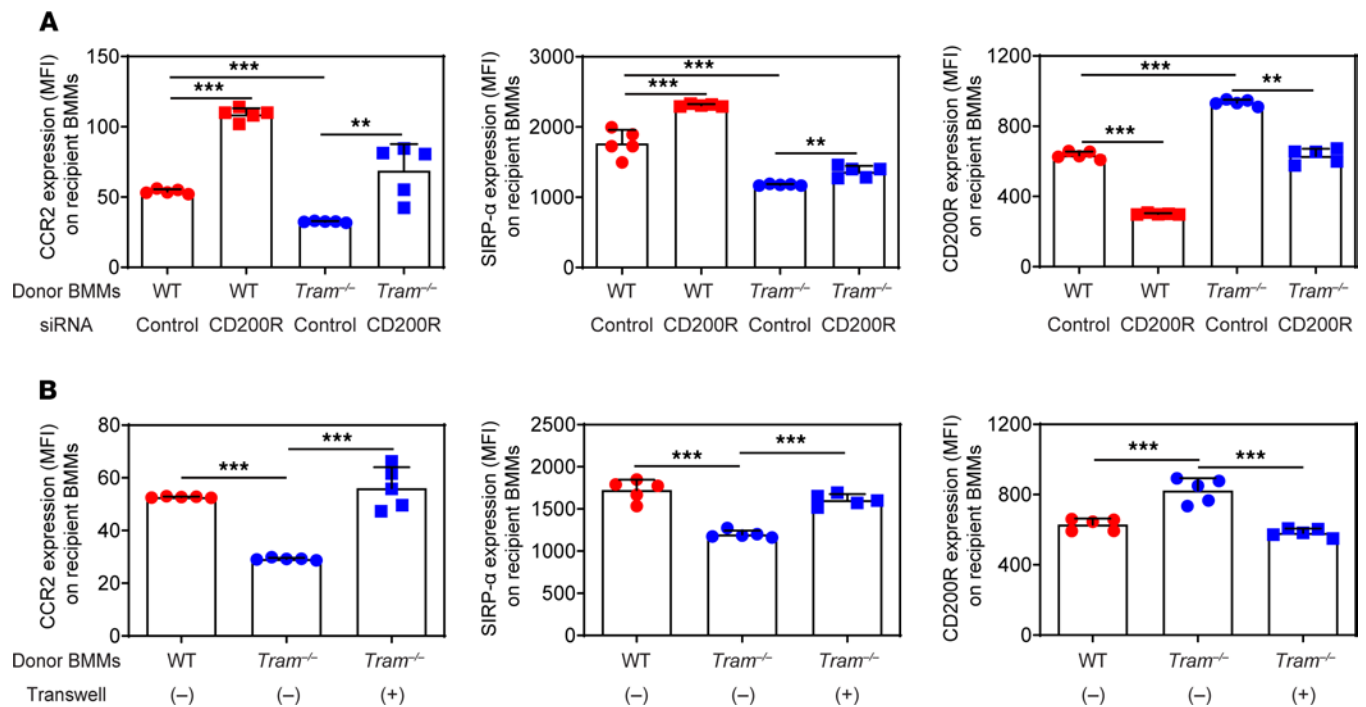 A
CCR2 expression (MFI)
on recipient BMMs
150
100
50
0
***
***
**
SIRP-α expression (MFI)
on recipient BMMs
3000
2000
1000
0
***
***
**
CD200R expression (MFI)
on recipient BMMs
1200
800
400
0
***
**
***
Donor BMMs WT WT Tram–/– Tram–/– WT WT Tram–/– Tram–/– WT WT Tram–/– Tram–/–
siRNA Control CD200R Control CD200R Control CD200R Control CD200R Control CD200R Control CD200R
B
CCR2 expression (MFI)
on recipient BMMs
80
60
40
20
0
***
***
SIRP-α expression (MFI)
on recipient BMMs
2500
2000
1500
1000
500
0
***
***
CD200R expression (MFI)
on recipient BMMs
1200
800
400
0
***
***
Donor BMMs WT Tram–/– Tram–/– WT Tram–/– Tram–/– WT Tram–/– Tram–/–
Transwell (–) (–) (+) (–) (–) (+) (–) (–) (+)